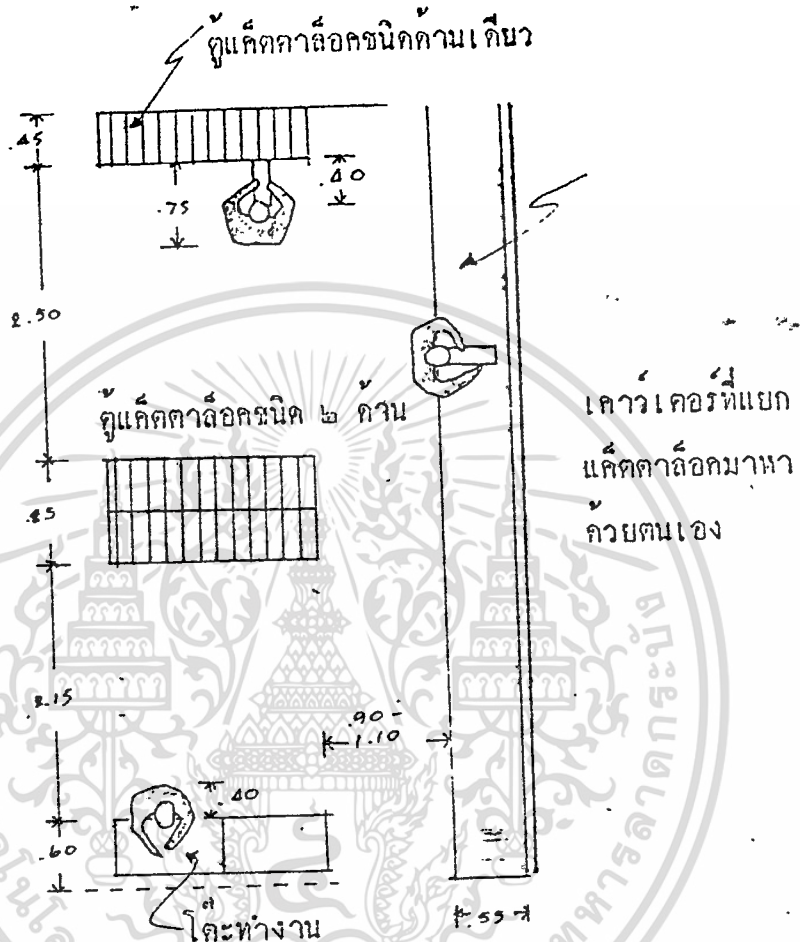 ตู้แค็ตตาล็อคชนิดด้านเดียว
.45
.40
.75
2.50
ตู้แค็ตตาล็อคชนิด ๒ ด้าน
เคาว์เตอร์ที่แยก
แค็ตตาล็อคมาหา
ด้วยตนเอง
.85
2.15
.90 -
1.10
.40
.60
โต๊ะทำงาน
.55